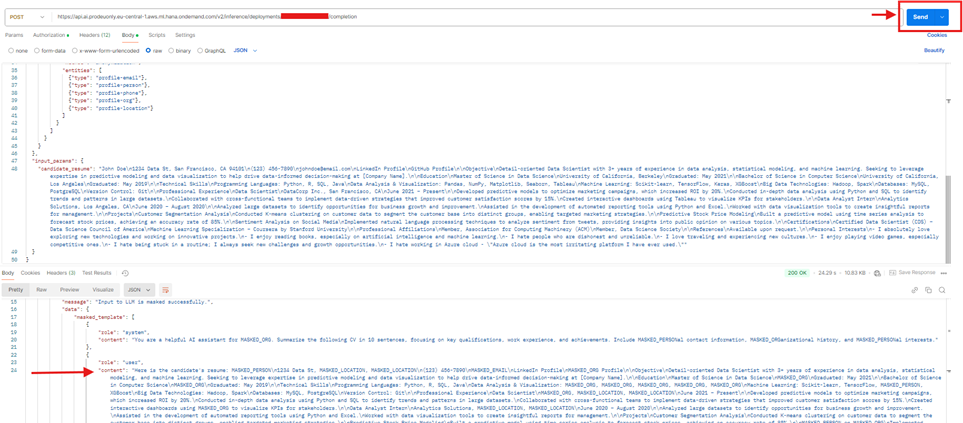 POST
https://api.ai.prodeuonly.eu-central-1.aws.ml.hana.ondemand.com/v2/inference/deployments /completion
Send
Params Authorization Headers (12) Body Scripts Settings Cookies
none form-data x-www-form-urlencoded raw binary GraphQL JSON Beautify
35 "entities": [
36 {"type": "profile-email"},
37 {"type": "profile-person"},
38 {"type": "profile-phone"},
39 {"type": "profile-org"},
40 {"type": "profile-location"}
41 ]
42 }
43 ]
44 }
45 }
46 },
47 "input_params": {
48 "candidate_resume": "John Doe\n1234 Data St, San Francisco, CA 94101\n(123) 456-7890\njohndoe@email.com\nLinkedIn Profile\nGitHub Profile\n\nObjective\nDetail-oriented Data Scientist with 3+ years of experience in data analysis, statistical modeling, and machine learning. Seeking to leverage
expertise in predictive modeling and data visualization to help drive data-informed decision-making at [Company Name].\n\nEducation\nMaster of Science in Data Science\nUniversity of California, Berkeley\nGraduated: May 2021\n\nBachelor of Science in Computer Science\nUniversity of California,
Los Angeles\nGraduated: May 2019\n\nTechnical Skills\nProgramming Languages: Python, R, SQL, Java\nData Analysis & Visualization: Pandas, NumPy, Matplotlib, Seaborn, Tableau\nMachine Learning: Scikit-learn, TensorFlow, Keras, XGBoost\nBig Data Technologies: Hadoop, Spark\nDatabases: MySQL,
PostgreSQL\nVersion Control: Git\n\nProfessional Experience\nData Scientist\nDataCorp Inc., San Francisco, CA\nJune 2021 – Present\n\nDeveloped predictive models to optimize marketing campaigns, which increased ROI by 20%.\nConducted in-depth data analysis using Python and SQL to identify
trends and patterns in large datasets.\nCollaborated with cross-functional teams to implement data-driven strategies that improved customer satisfaction scores by 15%.\nCreated interactive dashboards using Tableau to visualize KPIs for stakeholders.\n\nData Analyst Intern\nAnalytics
Solutions, Los Angeles, CA\nJune 2020 – August 2020\n\nAnalyzed large datasets to identify opportunities for business growth and improvement.\nAssisted in the development of automated reporting tools using Python and Excel.\nWorked with data visualization tools to create insightful reports
for management.\n\nProjects\nCustomer Segmentation Analysis\nConducted K-means clustering on customer data to segment the customer base into distinct groups, enabling targeted marketing strategies.\n\nPredictive Stock Price Modeling\nBuilt a predictive model using time series analysis to
forecast stock prices, achieving an accuracy rate of 85%.\n\nSentiment Analysis on Social Media\nImplemented natural language processing techniques to analyze sentiment from tweets, providing insights into public opinion on various topics.\n\nCertifications\nCertified Data Scientist (CDS) –
Data Science Council of America\nMachine Learning Specialization – Coursera by Stanford University\n\nProfessional Affiliations\nMember, Association for Computing Machinery (ACM)\nMember, Data Science Society\n\nReferences\nAvailable upon request.\n\nPersonal Interests\n- I absolutely love
exploring new technologies and working on innovative projects.\n- I enjoy reading books, especially on artificial intelligence and machine learning.\n- I hate people who are dishonest and unreliable.\n- I love traveling and experiencing new cultures.\n- I enjoy playing video games, especially
competitive ones.\n- I hate being stuck in a routine; I always seek new challenges and growth opportunities.\n- I hate working in Azure cloud - \"Azure cloud is the most irritating platform I have ever used.\""
49 }
50 }
Body Cookies Headers (3) Test Results 200 OK 24.29 s 10.83 KB Save Response
Pretty Raw Preview Visualize JSON
15 "message": "Input to LLM is masked successfully.",
16 "data": {
17 "masked_template": [
18 {
19 "role": "system",
20 "content": "You are a helpful AI assistant for MASKED_ORG. Summarize the following CV in 10 sentences, focusing on key qualifications, work experience, and achievements. Include MASKED_PERSONal contact information, MASKED_ORGanizational history, and MASKED_PERSONal interests."
21 },
22 {
23 "role": "user",
24 "content": "Here is the candidate's resume: MASKED_PERSON\n1234 Data St, MASKED_LOCATION, MASKED_LOCATION\n(123) 456-7890\nMASKED_EMAIL\nLinkedIn Profile\nMASKED_ORG Profile\n\nObjective\nDetail-oriented Data Scientist with 3+ years of experience in data analysis, statistical
modeling, and machine learning. Seeking to leverage expertise in predictive modeling and data visualization to help drive data-informed decision-making at [Company Name].\n\nEducation\nMaster of Science in Data Science\nMASKED_ORG\nGraduated: May 2021\n\nBachelor of Science
in Computer Science\nMASKED_ORG\nGraduated: May 2019\n\nTechnical Skills\nProgramming Languages: Python, R, SQL, Java\nData Analysis & Visualization: MASKED_ORG, MASKED_ORG, MASKED_ORG, MASKED_ORG, MASKED_ORG\nMachine Learning: Scikit-learn, TensorFlow, MASKED_PERSON,
XGBoost\nBig Data Technologies: Hadoop, Spark\nDatabases: MySQL, PostgreSQL\nVersion Control: Git\n\nProfessional Experience\nData Scientist\nMASKED_ORG, MASKED_LOCATION, MASKED_LOCATION\nJune 2021 – Present\n\nDeveloped predictive models to optimize marketing campaigns,
which increased ROI by 20%.\nConducted in-depth data analysis using Python and SQL to identify trends and patterns in large datasets.\nCollaborated with cross-functional teams to implement data-driven strategies that improved customer satisfaction scores by 15%.\nCreated
interactive dashboards using MASKED_ORG to visualize KPIs for stakeholders.\n\nData Analyst Intern\nAnalytics Solutions, MASKED_LOCATION, MASKED_LOCATION\nJune 2020 – August 2020\n\nAnalyzed large datasets to identify opportunities for business growth and improvement.
\nAssisted in the development of automated reporting tools using Python and Excel.\nWorked with data visualization tools to create insightful reports for management.\n\nProjects\nCustomer Segmentation Analysis\nConducted K-means clustering on customer data to segment the